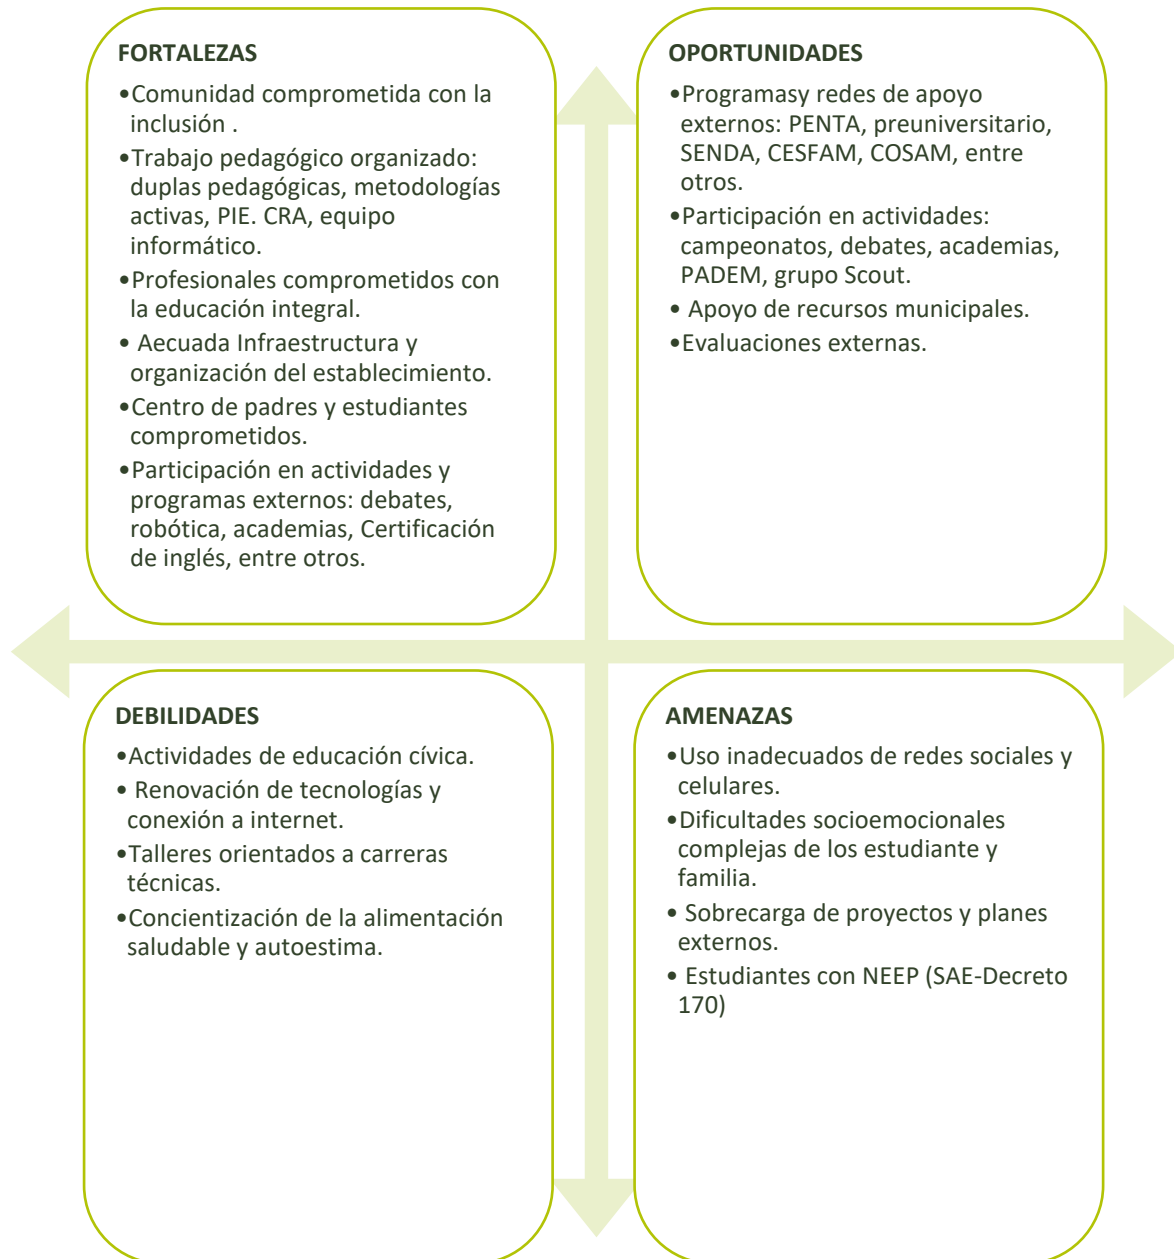 FORTALEZAS
•Comunidad comprometida con la
inclusión .
•Trabajo pedagógico organizado:
duplas pedagógicas, metodologías
activas, PIE. CRA, equipo
informático.
•Profesionales comprometidos con
la educación integral.
• Aecuada Infraestructura y
organización del establecimiento.
•Centro de padres y estudiantes
comprometidos.
•Participación en actividades y
programas externos: debates,
robótica, academias, Certificación
de inglés, entre otros.
OPORTUNIDADES
•Programasy redes de apoyo
externos: PENTA, preuniversitario,
SENDA, CESFAM, COSAM, entre
otros.
•Participación en actividades:
campeonatos, debates, academias,
PADEM, grupo Scout.
• Apoyo de recursos municipales.
•Evaluaciones externas.
DEBILIDADES
•Actividades de educación cívica.
• Renovación de tecnologías y
conexión a internet.
•Talleres orientados a carreras
técnicas.
•Concientización de la alimentación
saludable y autoestima.
AMENAZAS
•Uso inadecuados de redes sociales y
celulares.
•Dificultades socioemocionales
complejas de los estudiante y
familia.
• Sobrecarga de proyectos y planes
externos.
• Estudiantes con NEEP (SAE-Decreto
170)